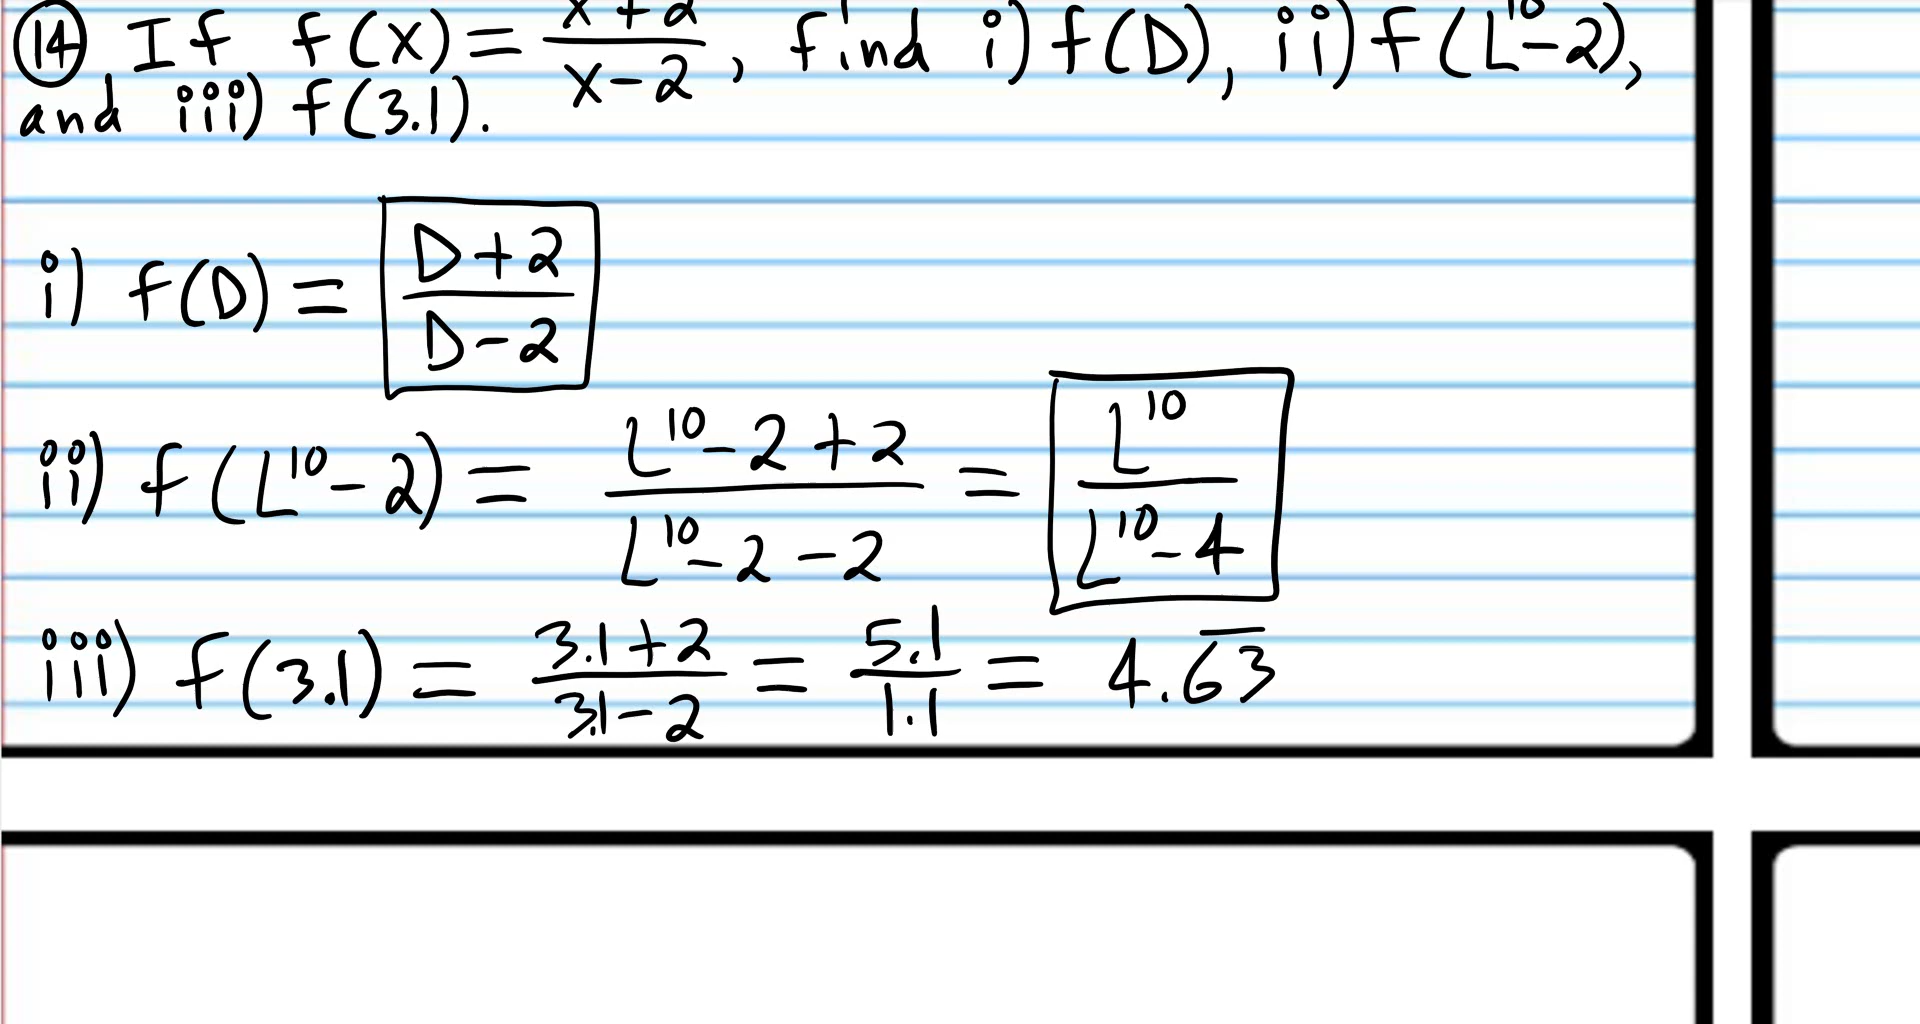 14 If f(x) = (x+2)/(x-2), find i) f(D), ii) f(L^10-2),
and iii) f(3.1).
i) f(D) = (D+2)/(D-2)
ii) f(L^10-2) = (L^10-2+2)/(L^10-2-2) = L^10/(L^10-4)
iii) f(3.1) = (3.1+2)/(3.1-2) = 5.1/1.1 = 4.6̅3̅